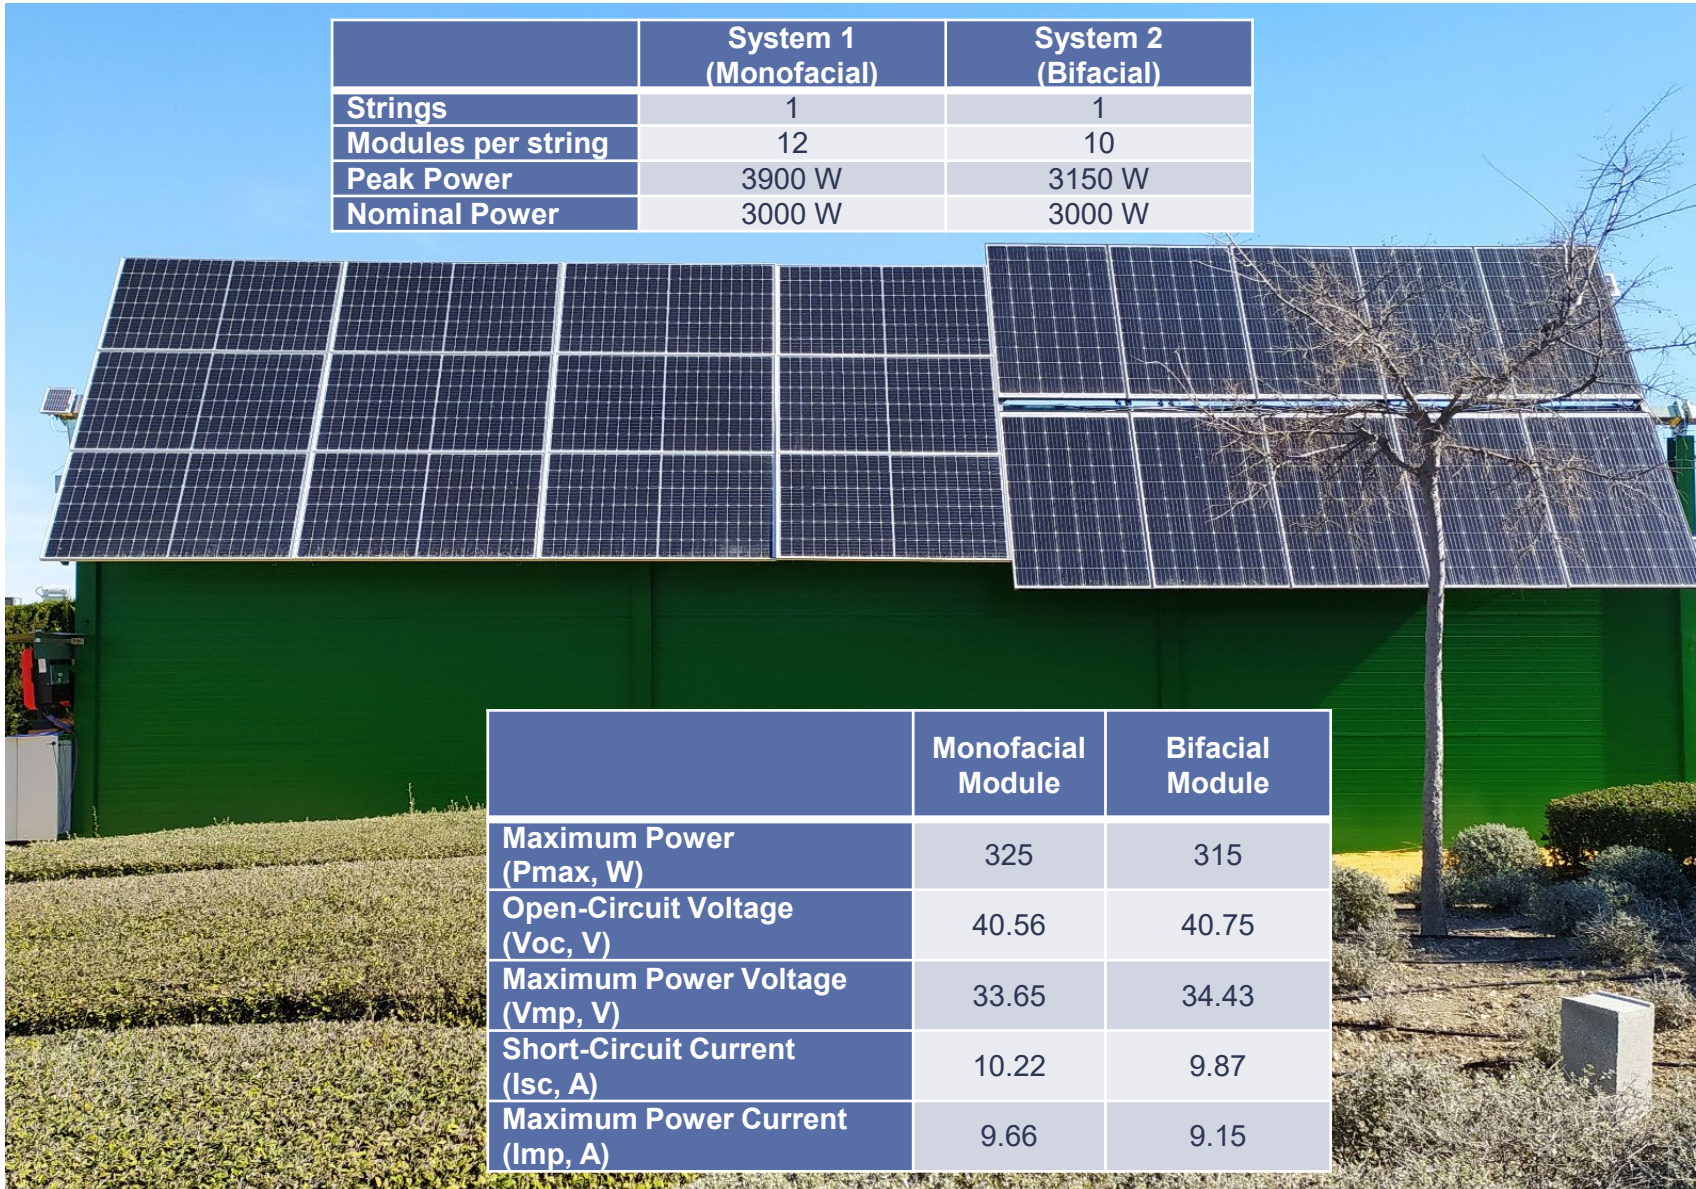 System 1 System 2
(Monofacial) (Bifacial)
Strings 1 1
Modules per string 12 10
Peak Power 3900 W 3150 W
Nominal Power 3000 W 3000 W
Monofacial Bifacial
Module Module
Maximum Power
(Pmax, W) 325 315
Open-Circuit Voltage
(Voc, V) 40.56 40.75
Maximum Power Voltage
(Vmp, V) 33.65 34.43
Short-Circuit Current
(Isc, A) 10.22 9.87
Maximum Power Current
(Imp, A) 9.66 9.15